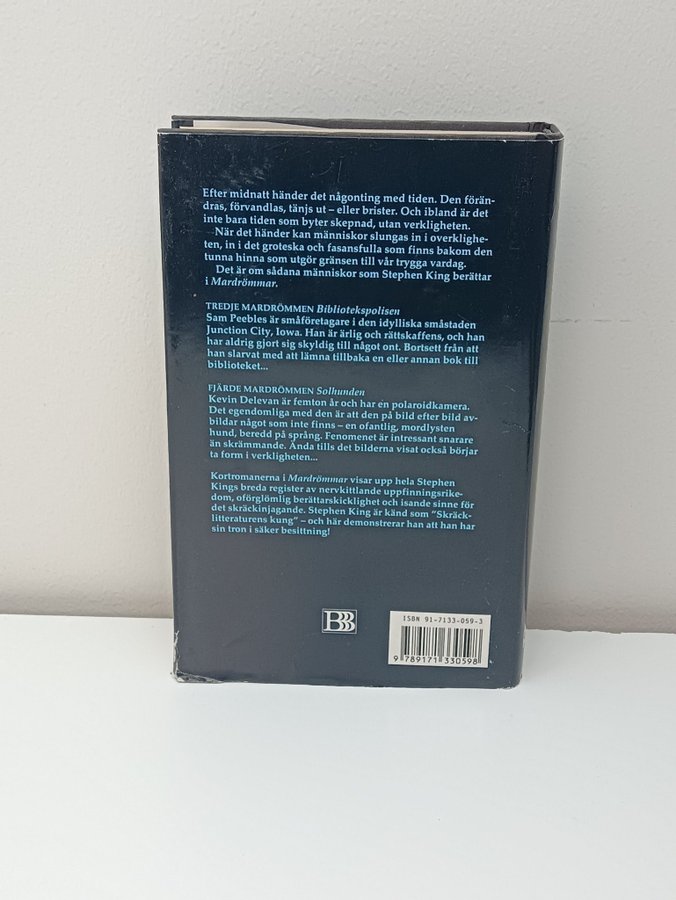 Efter midnatt händer det någonting med tiden. Den förän-
dras, förvandlas, tänjs ut – eller brister. Och ibland är det
inte bara tiden som byter skepnad, utan verkligheten.
När det händer kan människor slungas in i overklighe-
ten, in i det groteska och fasansfulla som finns bakom den
tunna hinna som utgör gränsen till vår trygga vardag.
Det är om sådana människor som Stephen King berättar
i Mardrömmar.
TREDJE MARDRÖMMEN Bibliotekspolisen
Sam Peebles är småföretagare i den idylliska småstaden
Junction City, Iowa. Han är ärlig och rättskaffens, och han
har aldrig gjort sig skyldig till något ont. Bortsett från att
han slarvat med att lämna tillbaka en eller annan bok till
biblioteket...
FJÄRDE MARDRÖMMEN Solhunden
Kevin Delevan är femton år och har en polaroidkamera.
Det egendomliga med den är att den på bild efter bild av-
bildar något som inte finns – en ofantlig, mordlysten
hund, beredd på språng. Fenomenet är intressant snarare
än skrämmande. Ända tills det bilderna visat också börjar
ta form i verkligheten...
Kortromanerna i Mardrömmar visar upp hela Stephen
Kings breda register av nervkittlande uppfinningsrike-
dom, oförglömlig berättarskicklighet och isande sinne för
det skräckinjagande. Stephen King är känd som "Skräck-
litteraturens kung" – och här demonstrerar han att han har
sin tron i säker besittning!
BBB
ISBN 91-7133-059-3
9 789171 330598